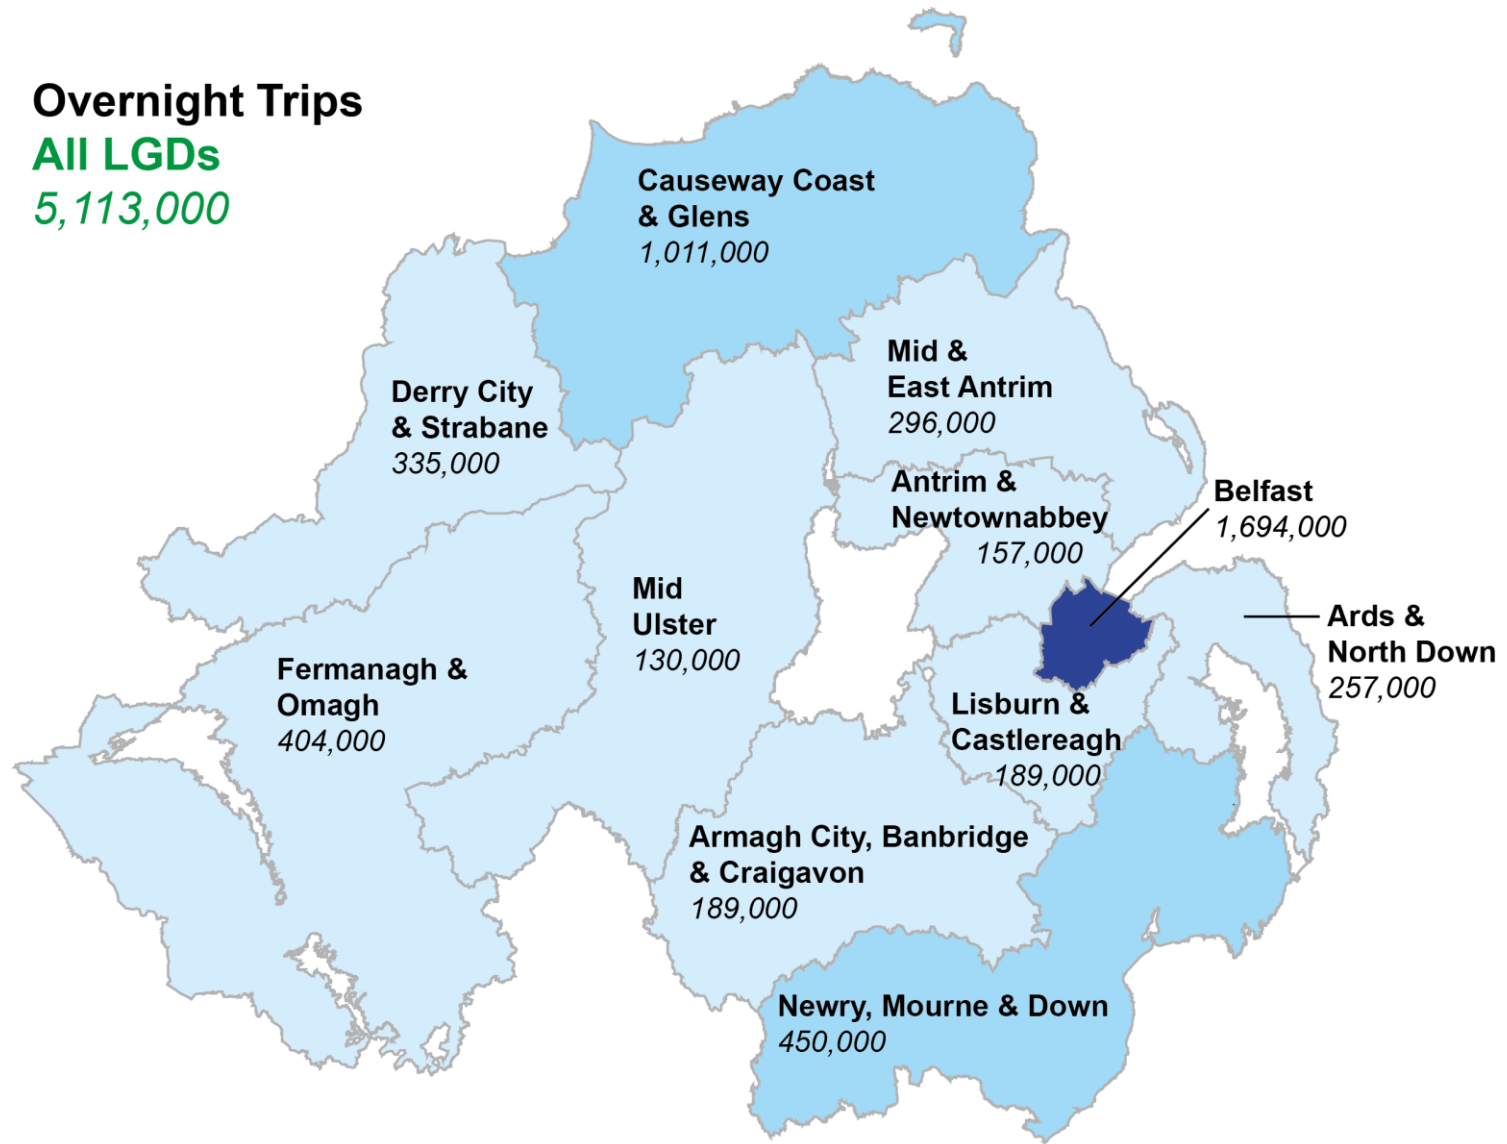 Overnight Trips
All LGDs
5,113,000
Causeway Coast
& Glens
1,011,000
Mid &
East Antrim
296,000
Derry City
& Strabane
335,000
Antrim &
Newtownabbey
157,000
Belfast
1,694,000
Mid
Ulster
130,000
Ards &
North Down
257,000
Fermanagh &
Omagh
404,000
Lisburn &
Castlereagh
189,000
Armagh City, Banbridge
& Craigavon
189,000
Newry, Mourne & Down
450,000